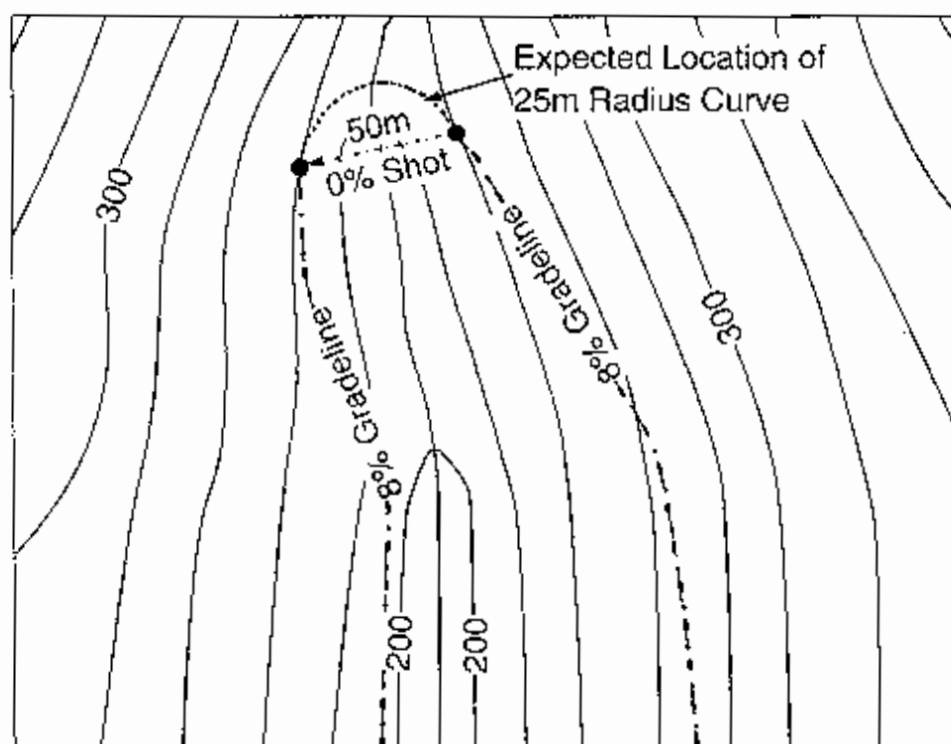 Expected Location of
25m Radius Curve
50m
0% Shot
300
8% Gradeline
8% Gradeline
300
200
200